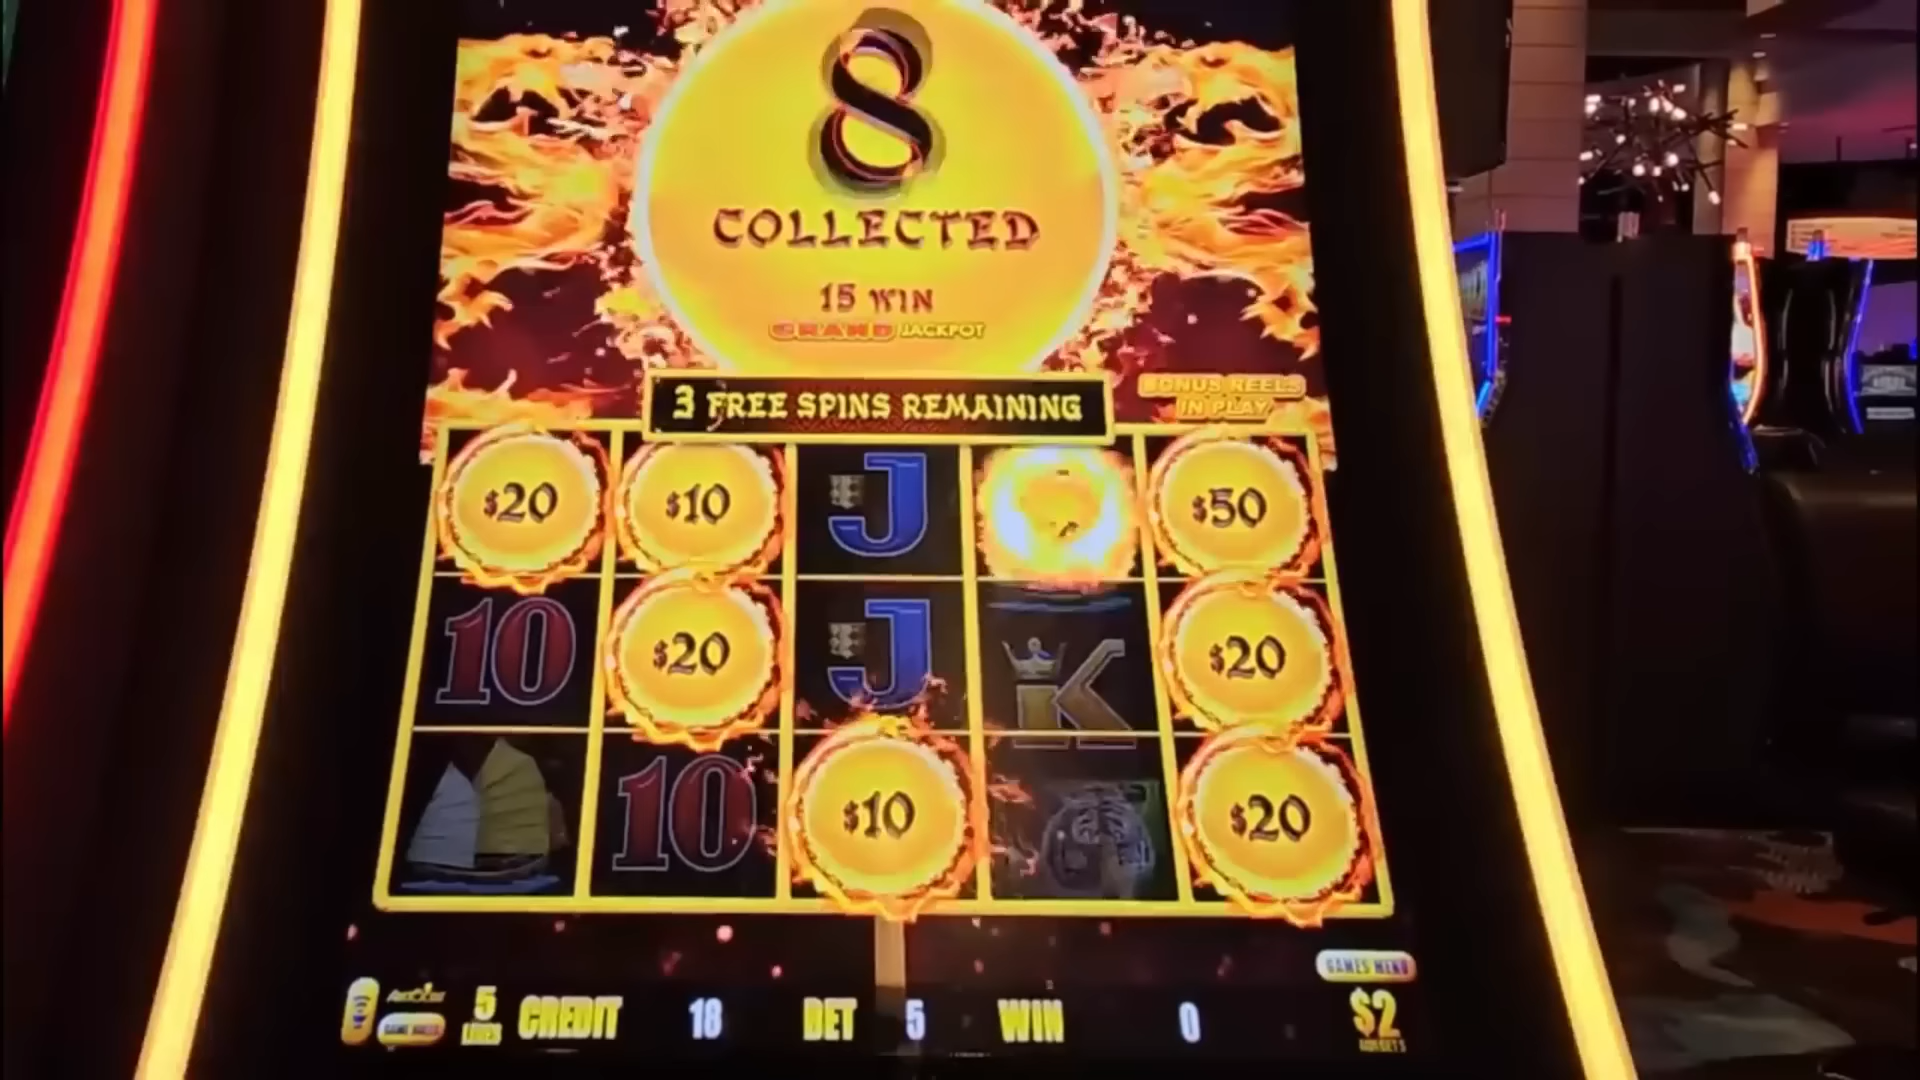 8
COLLECTED
15 WIN
GRAND JACKPOT
3 FREE SPINS REMAINING
BONUS REELS
IN PLAY
$20 $10 J $50
10 $20 J K $20
10 $10 $20
GAMES MENU
5 LINES CREDIT 18 BET 5 WIN 0 $2